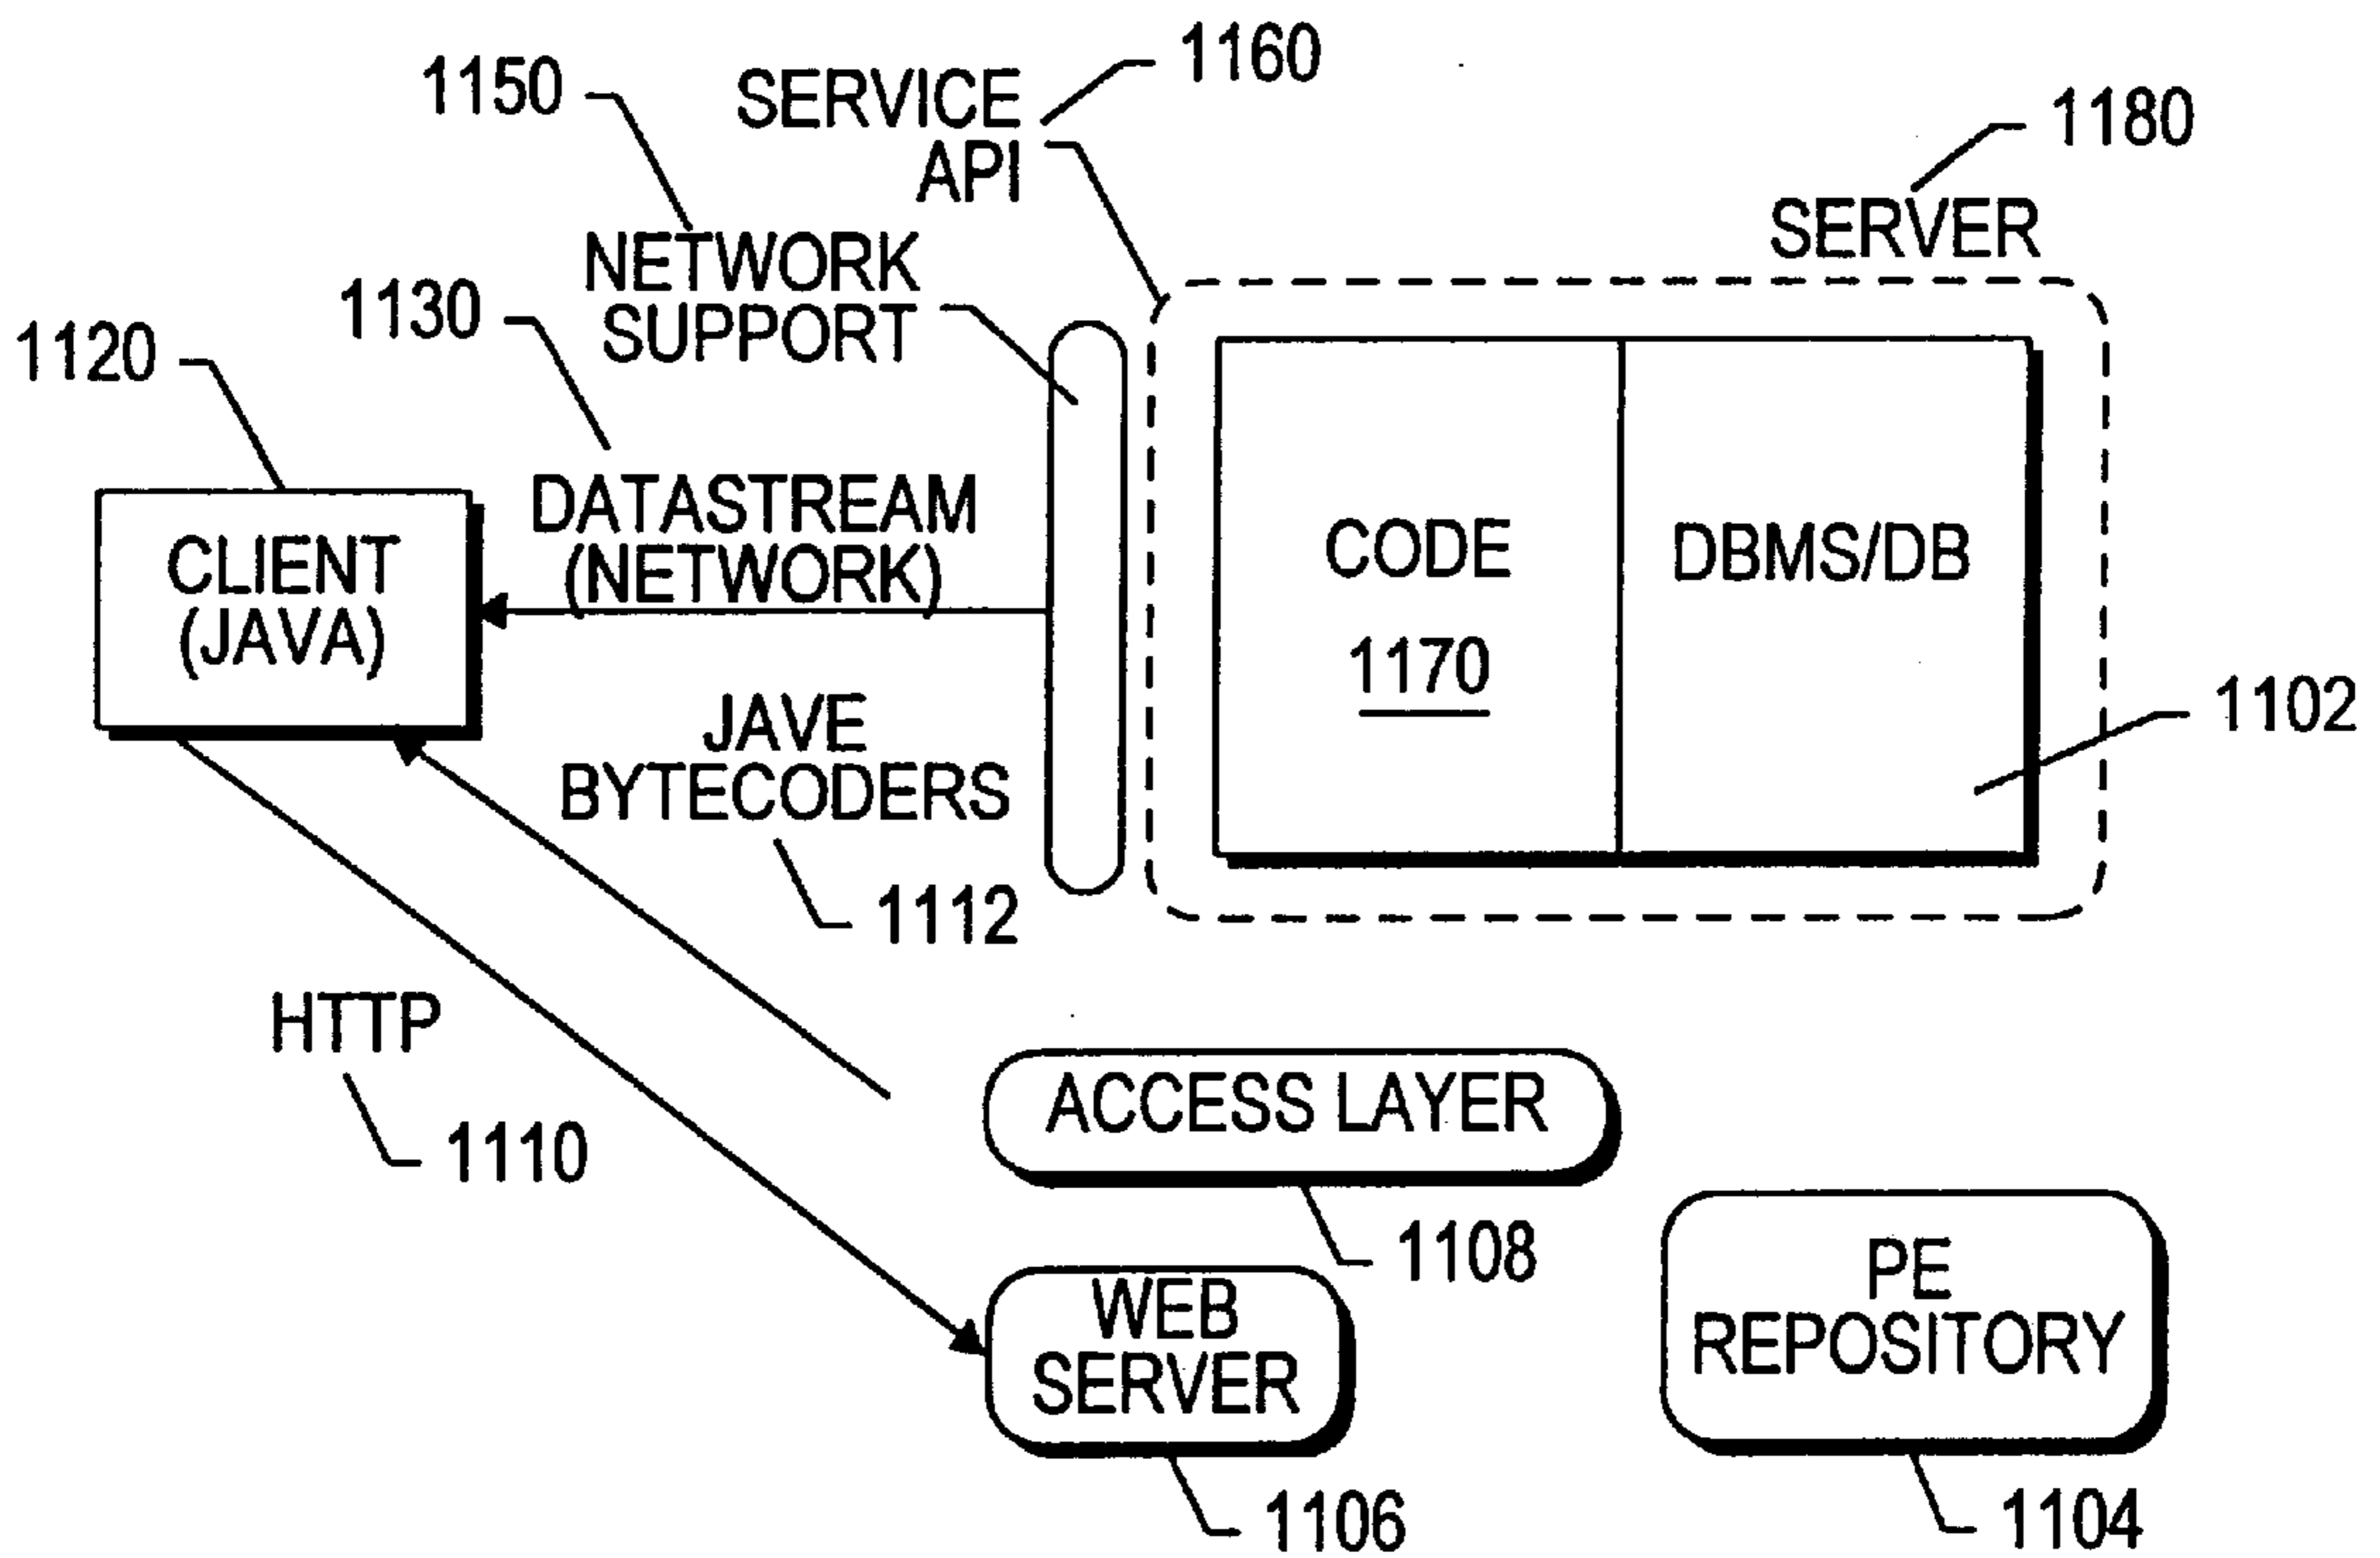 1160
1150
SERVICE
API
1180
SERVER
NETWORK
SUPPORT
1130
1120
DATASTREAM
(NETWORK)
CLIENT
(JAVA)
CODE
1170
DBMS/DB
1102
JAVE
BYTECODERS
1112
HTTP
1110
ACCESS LAYER
1108
WEB
SERVER
1106
PE
REPOSITORY
1104